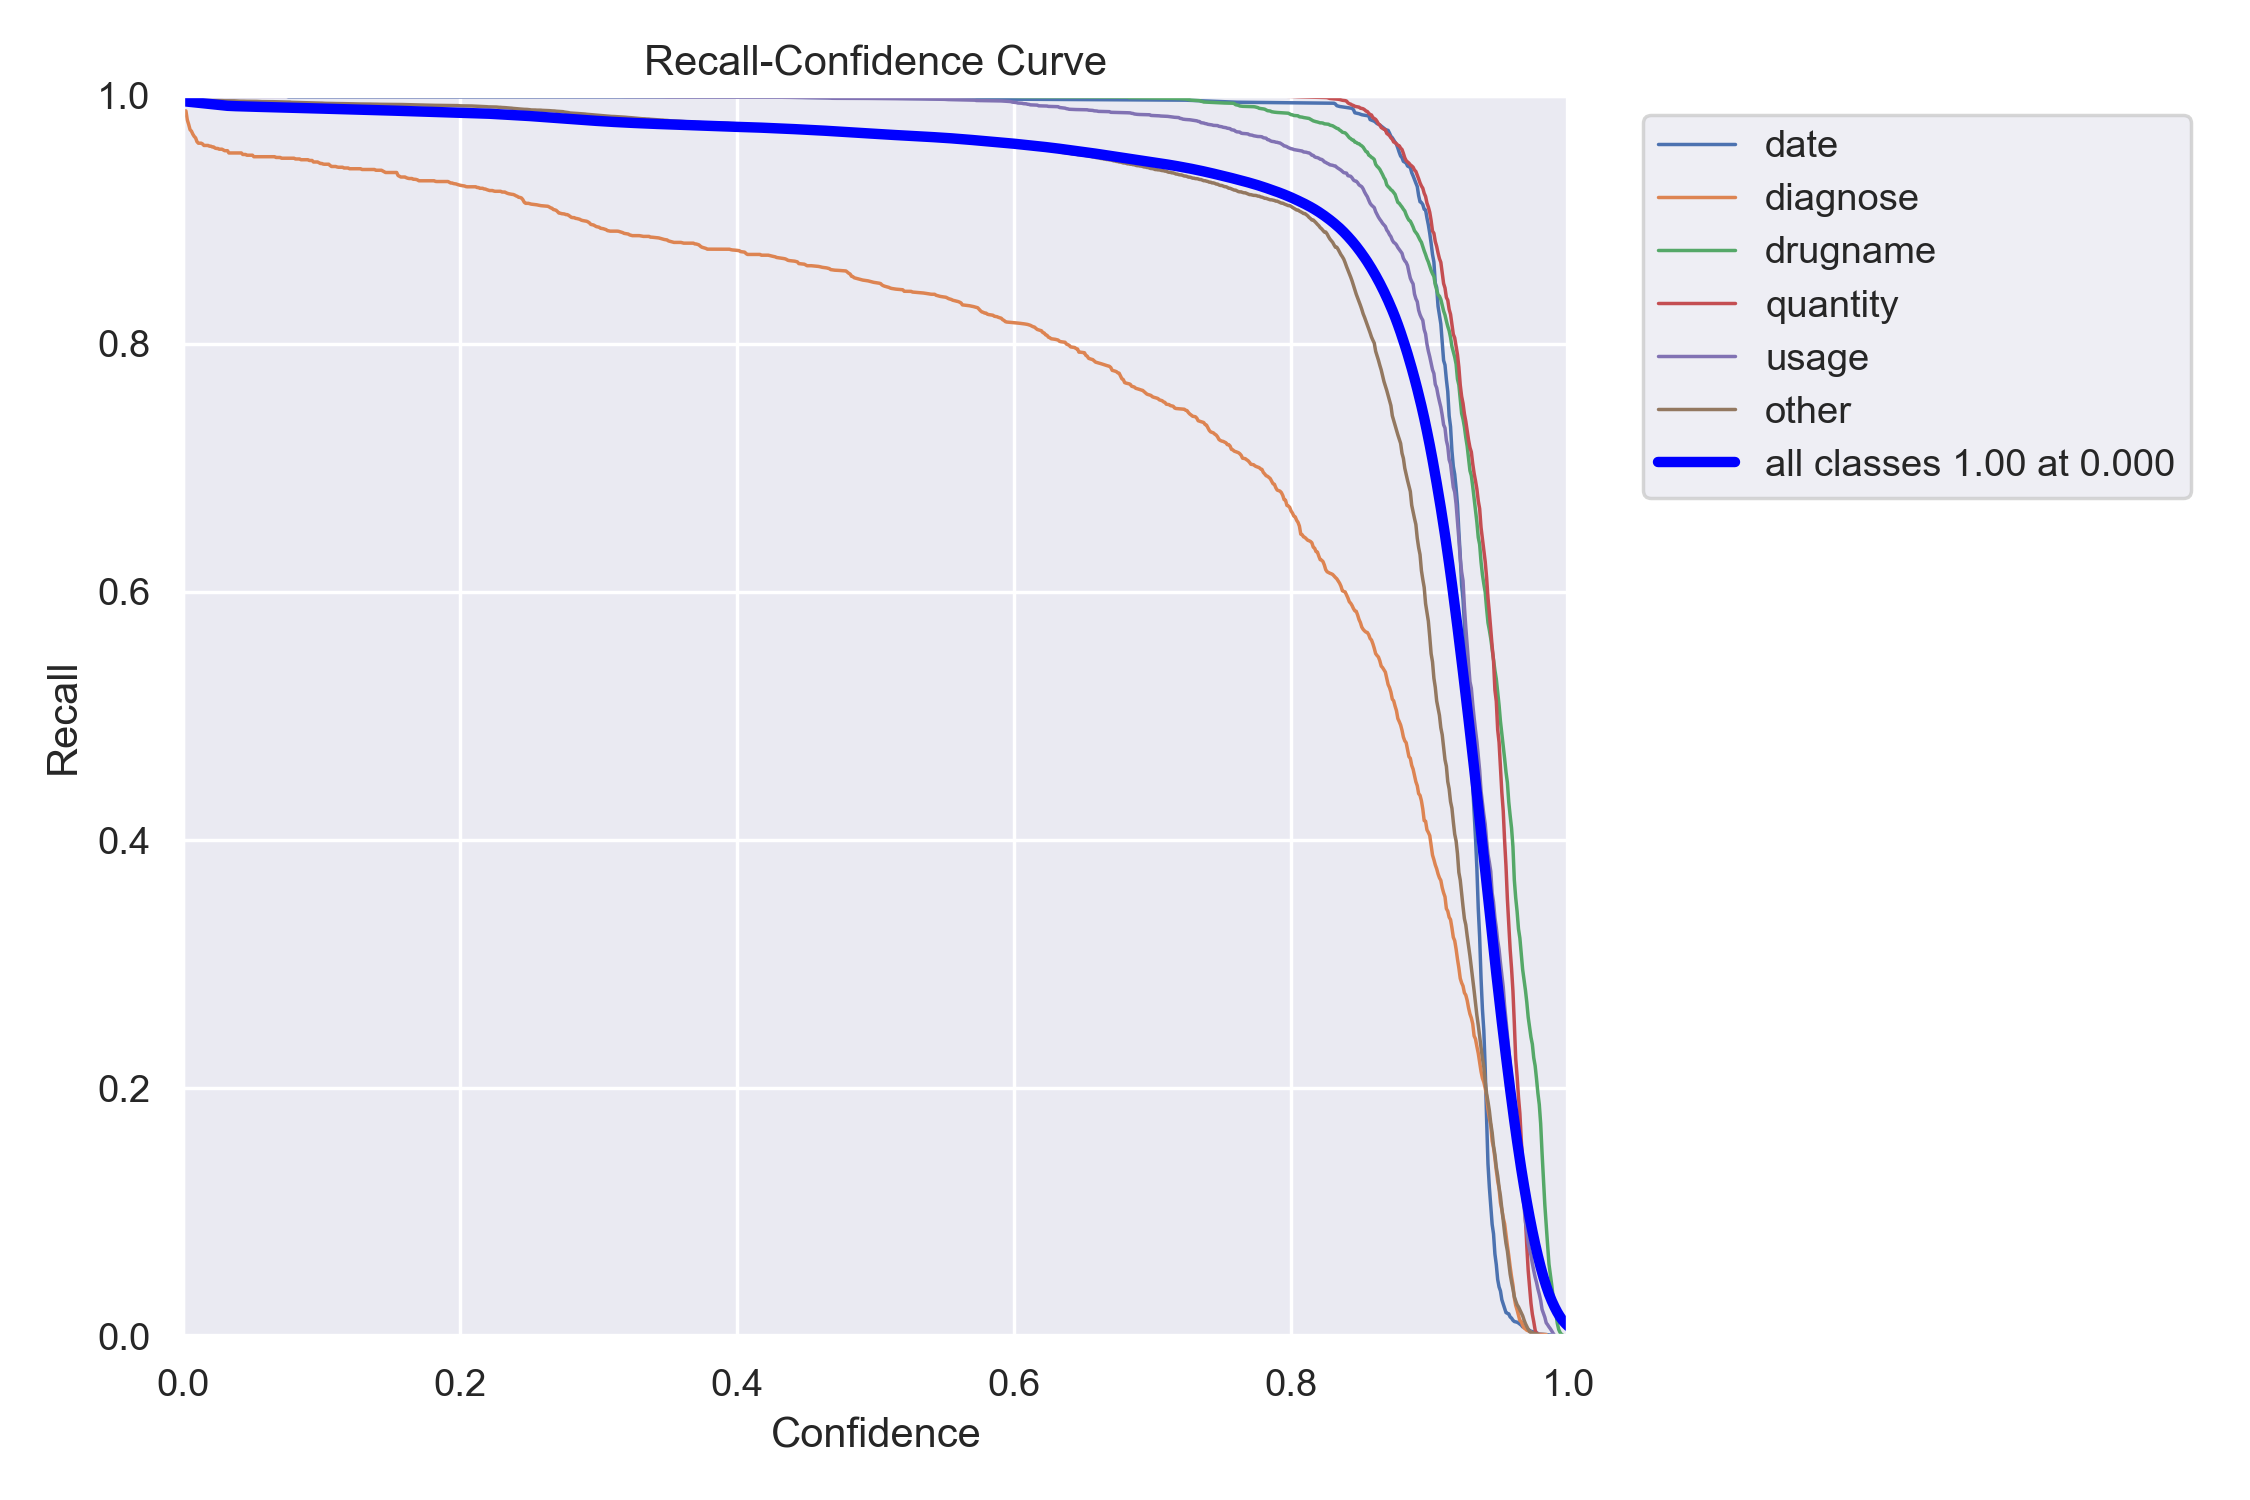 Recall-Confidence Curve
1.0
0.8
0.6
0.4
0.2
0.0
Recall
0.0 0.2 0.4 0.6 0.8 1.0
Confidence
date
diagnose
drugname
quantity
usage
other
all classes 1.00 at 0.000